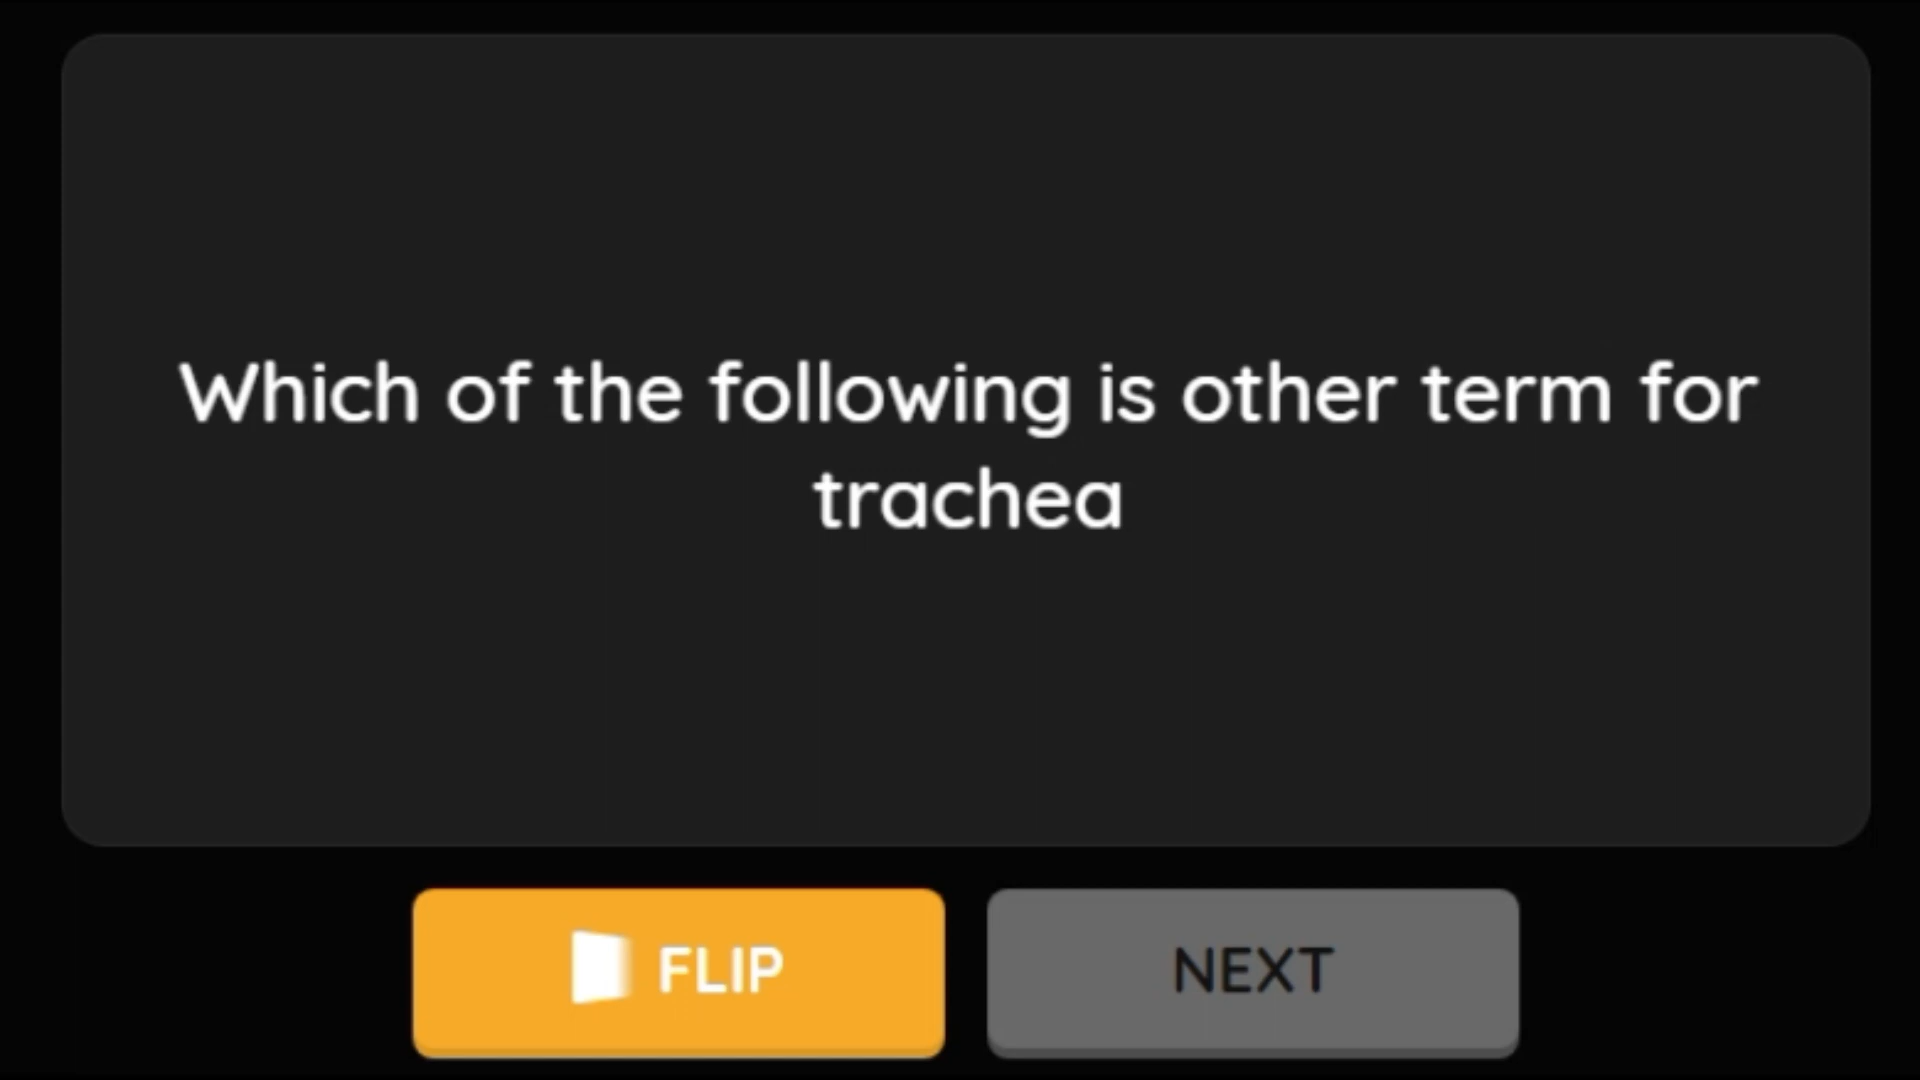 Which of the following is other term for
trachea
FLIP
NEXT